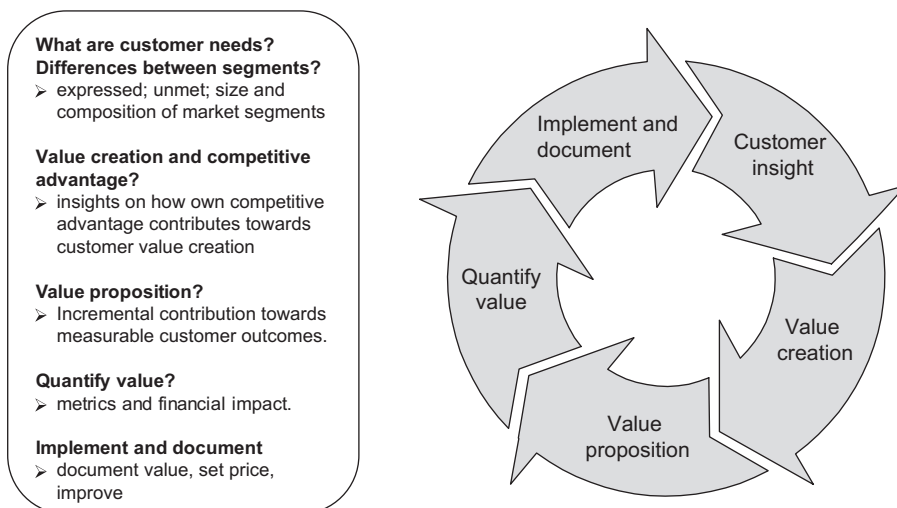 What are customer needs?
Differences between segments?
➢ expressed; unmet; size and
composition of market segments
Value creation and competitive
advantage?
➢ insights on how own competitive
advantage contributes towards
customer value creation
Value proposition?
➢ Incremental contribution towards
measurable customer outcomes.
Quantify value?
➢ metrics and financial impact.
Implement and document
➢ document value, set price,
improve
Implement and
document
Customer
insight
Value
creation
Value
proposition
Quantify
value